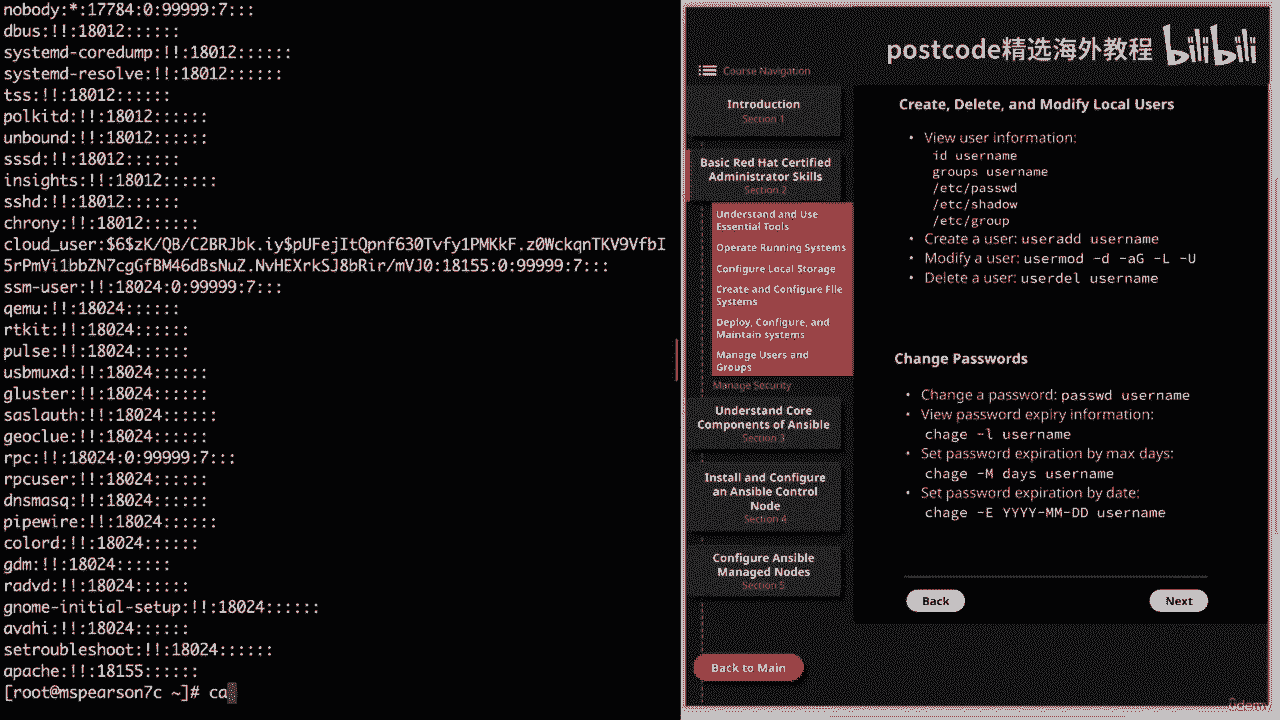 nobody:*:17784:0:99999:7:::
dbus:!!:18012::::::
systemd-coredump:!!:18012::::::
systemd-resolve:!!:18012::::::
tss:!!:18012::::::
polkitd:!!:18012::::::
unbound:!!:18012::::::
sssd:!!:18012::::::
insights:!!:18012::::::
sshd:!!:18012::::::
chrony:!!:18012::::::
cloud_user:$6$zK/QB/C2BRJbk.iy$pUFejItQpnf630Tvfy1PMKkF.z0WckqnTKV9VfbI
5rPmVi1bbZN7cgGfBM46dBsNuZ.NvHEXrkSJ8bRir/mVJ0:18155:0:99999:7:::
ssm-user:!!:18024:0:99999:7:::
qemu:!!:18024::::::
rtkit:!!:18024::::::
pulse:!!:18024::::::
usbmuxd:!!:18024::::::
gluster:!!:18024::::::
saslauth:!!:18024::::::
geoclue:!!:18024::::::
rpc:!!:18024:0:99999:7:::
rpcuser:!!:18024::::::
dnsmasq:!!:18024::::::
pipewire:!!:18024::::::
colord:!!:18024::::::
gdm:!!:18024::::::
radvd:!!:18024::::::
gnome-initial-setup:!!:18024::::::
avahi:!!:18024::::::
setroubleshoot:!!:18024::::::
apache:!!:18155::::::
[root@mspearson7c ~]# ca
postcode精选海外教程 bilibili
Course Navigation
Introduction
Section 1
Basic Red Hat Certified
Administrator Skills
Section 2
Understand and Use
Essential Tools
Operate Running Systems
Configure Local Storage
Create and Configure File
Systems
Deploy, Configure, and
Maintain systems
Manage Users and
Groups
Manage Security
Understand Core
Components of Ansible
Section 3
Install and Configure
an Ansible Control
Node
Section 4
Configure Ansible
Managed Nodes
Section 5
Back to Main
Create, Delete, and Modify Local Users
• View user information:
id username
groups username
/etc/passwd
/etc/shadow
/etc/group
• Create a user: useradd username
• Modify a user: usermod -d -aG -L -U
• Delete a user: userdel username
Change Passwords
• Change a password: passwd username
• View password expiry information:
chage -l username
• Set password expiration by max days:
chage -M days username
• Set password expiration by date:
chage -E YYYY-MM-DD username
Back
Next
Udemy